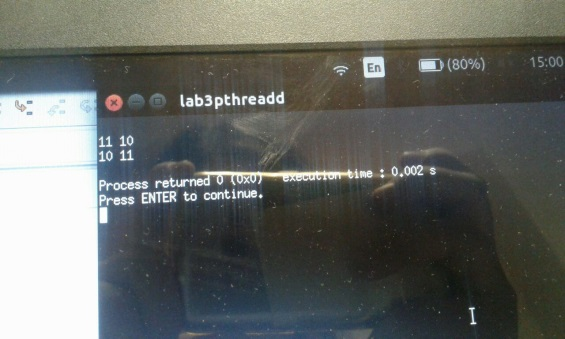 En (80%) 15:00
lab3pthreadd
11 10
10 11
Process returned 0 (0x0) execution time : 0.002 s
Press ENTER to continue.